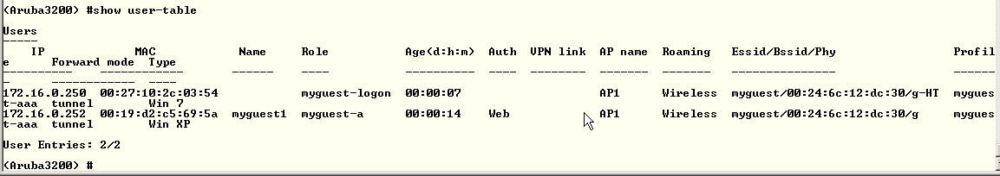 (Aruba3200) #show user-table
Users
-----
    IP             MAC            Name     Role           Age(d:h:m)  Auth  VPN link  AP name  Roaming   Essid/Bssid/Phy                 Profil
e      Forward mode  Type
----------  ------------       ------   ----           ----------  ----  --------  -------  -------   ---------------                 ------
-      ------------  ----
172.16.0.250  00:27:10:2c:03:54           myguest-logon  00:00:07                    AP1      Wireless  myguest/00:24:6c:12:dc:30/g-HT  mygues
t-aaa  tunnel        Win 7
172.16.0.252  00:19:d2:c5:69:5a  myguest1  myguest-a      00:00:14    Web             AP1      Wireless  myguest/00:24:6c:12:dc:30/g     mygues
t-aaa  tunnel        Win XP
User Entries: 2/2
(Aruba3200) #